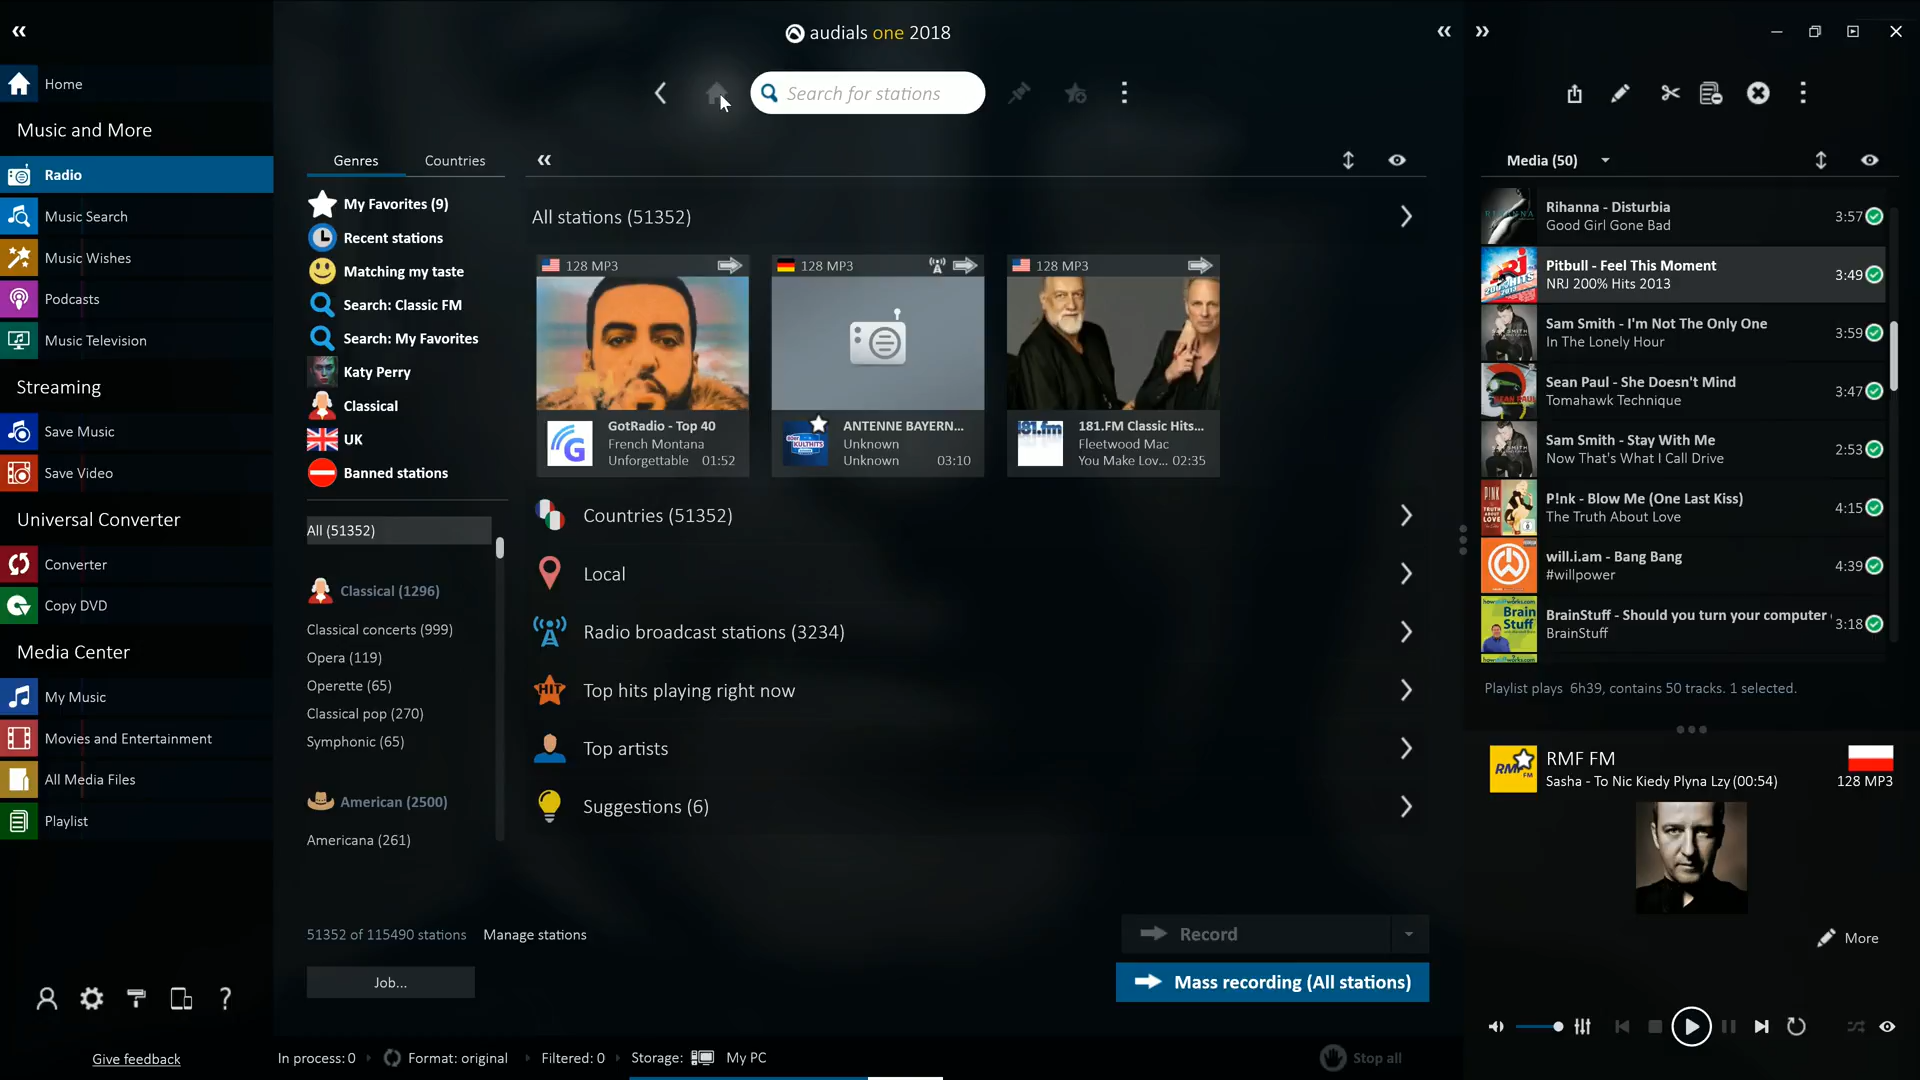 audials one 2018
Home
Music and More
Radio
Music Search
Music Wishes
Podcasts
Music Television
Streaming
Save Music
Save Video
Universal Converter
Converter
Copy DVD
Media Center
My Music
Movies and Entertainment
All Media Files
Playlist
Give feedback
Search for stations
Genres
Countries
My Favorites (9)
Recent stations
Matching my taste
Search: Classic FM
Search: My Favorites
Katy Perry
Classical
UK
Banned stations
All (51352)
Classical (1296)
Classical concerts (999)
Opera (119)
Operette (65)
Classical pop (270)
Symphonic (65)
American (2500)
Americana (261)
51352 of 115490 stations
Manage stations
Job...
All stations (51352)
128 MP3
GotRadio - Top 40
French Montana
Unforgettable 01:52
128 MP3
ANTENNE BAYERN...
Unknown
Unknown 03:10
128 MP3
181.fm
181.FM Classic Hits...
Fleetwood Mac
You Make Lov... 02:35
Countries (51352)
Local
Radio broadcast stations (3234)
HIT
Top hits playing right now
Top artists
Suggestions (6)
Record
Mass recording (All stations)
In process: 0
Format: original
Filtered: 0
Storage:
My PC
Stop all
Media (50)
Rihanna - Disturbia
Good Girl Gone Bad
3:57
Pitbull - Feel This Moment
NRJ 200% Hits 2013
3:49
Sam Smith - I'm Not The Only One
In The Lonely Hour
3:59
Sean Paul - She Doesn't Mind
Tomahawk Technique
3:47
Sam Smith - Stay With Me
Now That's What I Call Drive
2:53
P!nk - Blow Me (One Last Kiss)
The Truth About Love
4:15
will.i.am - Bang Bang
#willpower
4:39
Brain
Stuff
BrainStuff - Should you turn your computer
BrainStuff
3:18
Playlist plays 6h39, contains 50 tracks. 1 selected.
RMF FM
RMF FM
Sasha - To Nic Kiedy Plyna Lzy (00:54)
128 MP3
More